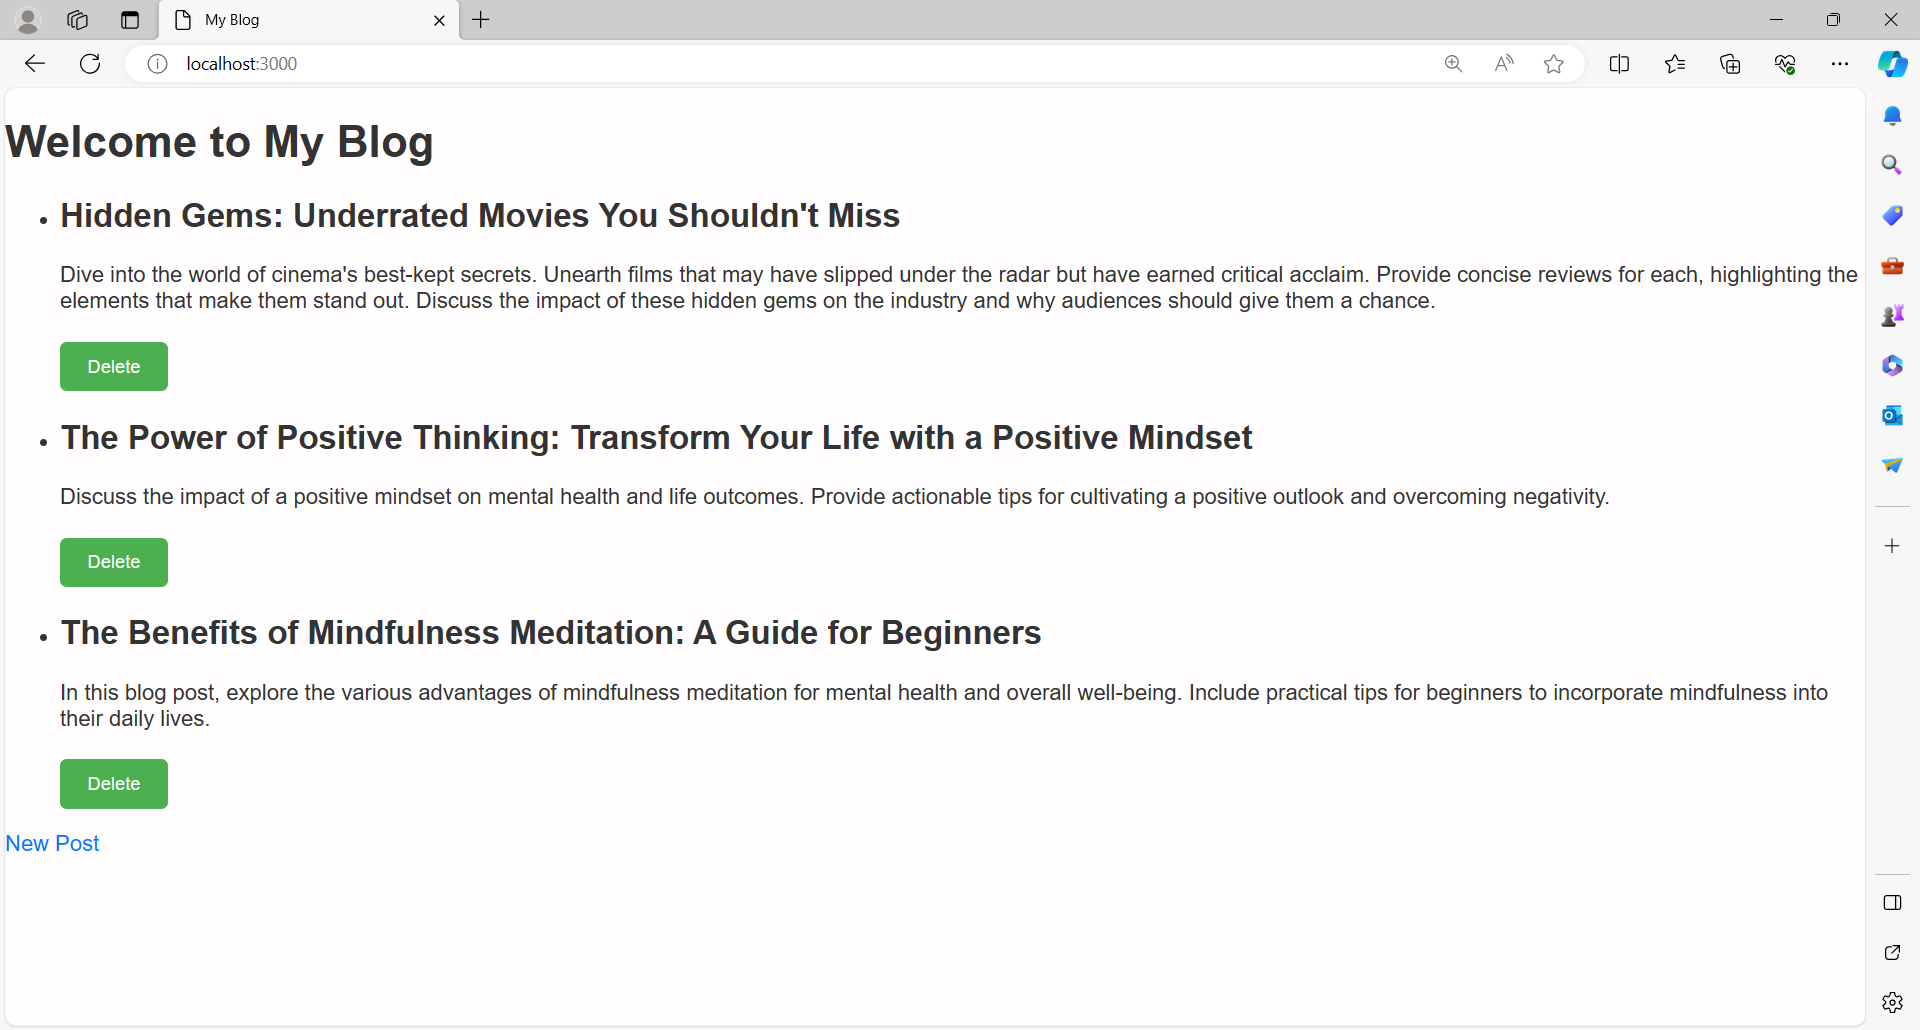 My Blog
localhost:3000
Welcome to My Blog
Hidden Gems: Underrated Movies You Shouldn't Miss
Dive into the world of cinema's best-kept secrets. Unearth films that may have slipped under the radar but have earned critical acclaim. Provide concise reviews for each, highlighting the
elements that make them stand out. Discuss the impact of these hidden gems on the industry and why audiences should give them a chance.
Delete
The Power of Positive Thinking: Transform Your Life with a Positive Mindset
Discuss the impact of a positive mindset on mental health and life outcomes. Provide actionable tips for cultivating a positive outlook and overcoming negativity.
Delete
The Benefits of Mindfulness Meditation: A Guide for Beginners
In this blog post, explore the various advantages of mindfulness meditation for mental health and overall well-being. Include practical tips for beginners to incorporate mindfulness into
their daily lives.
Delete
New Post